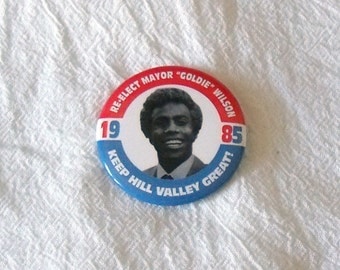 RE-ELECT MAYOR "GOLDIE" WILSON
19 85
KEEP HILL VALLEY GREAT!